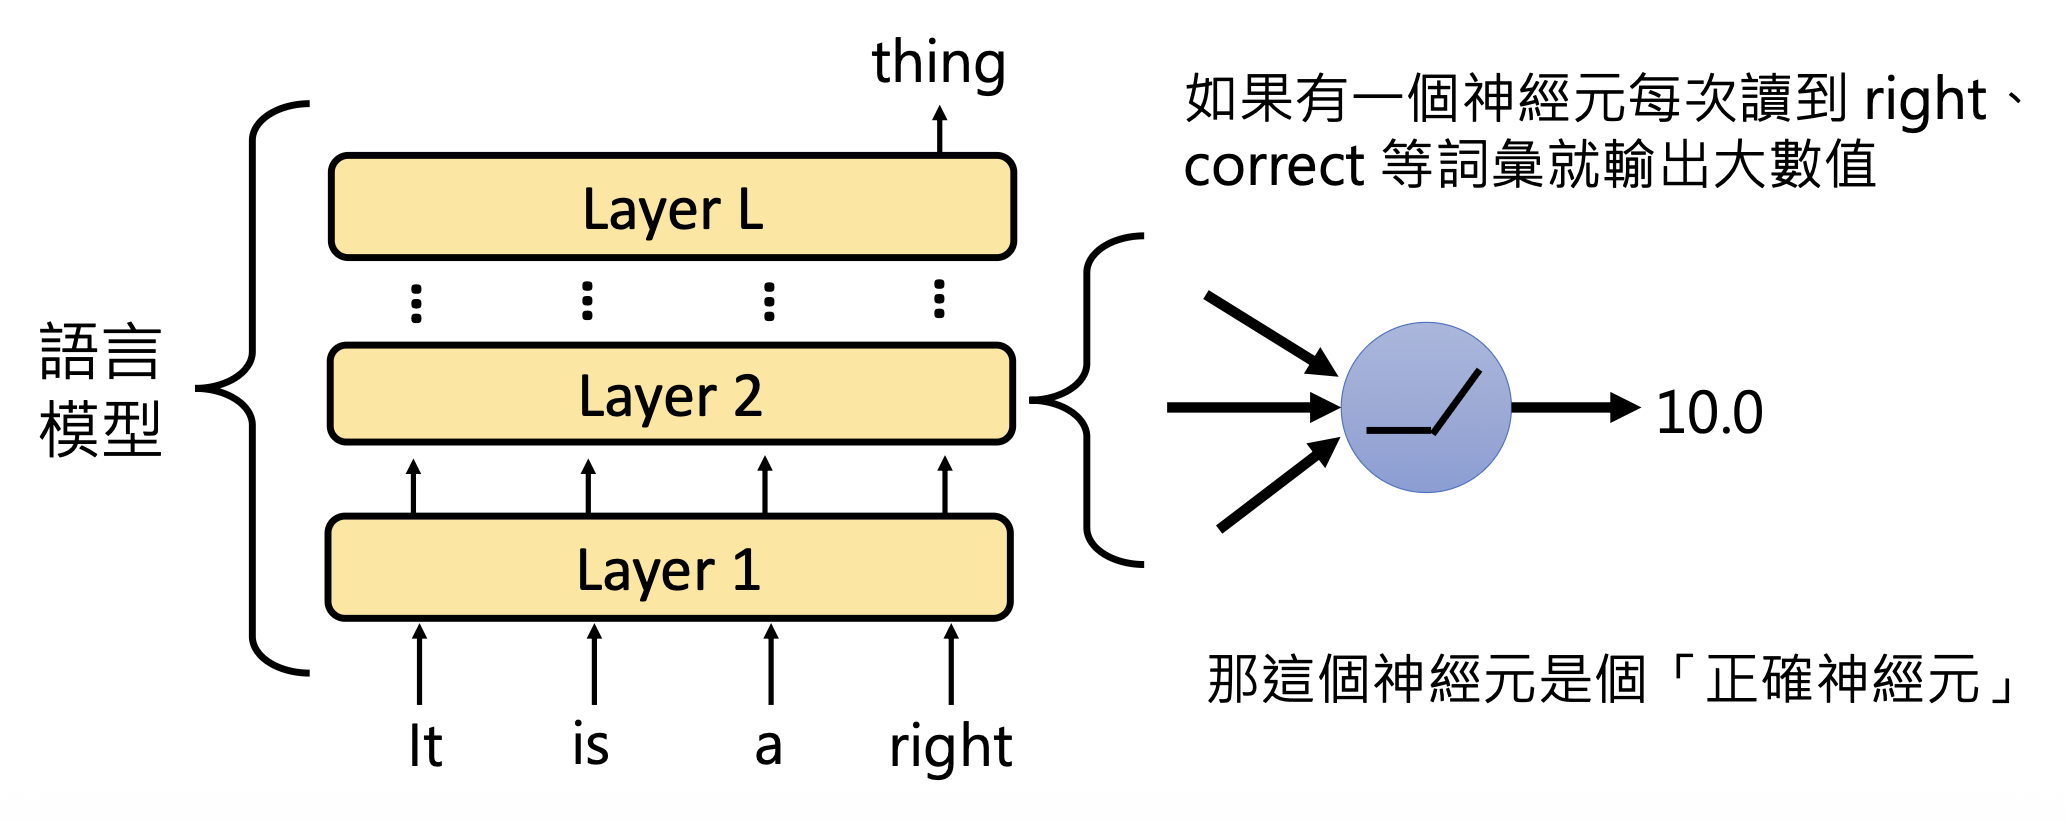 thing
如果有一個神經元每次讀到 right、
correct 等詞彙就輸出大數值
Layer L
語言
模型
Layer 2
10.0
Layer 1
那這個神經元是個「正確神經元」
It is a right